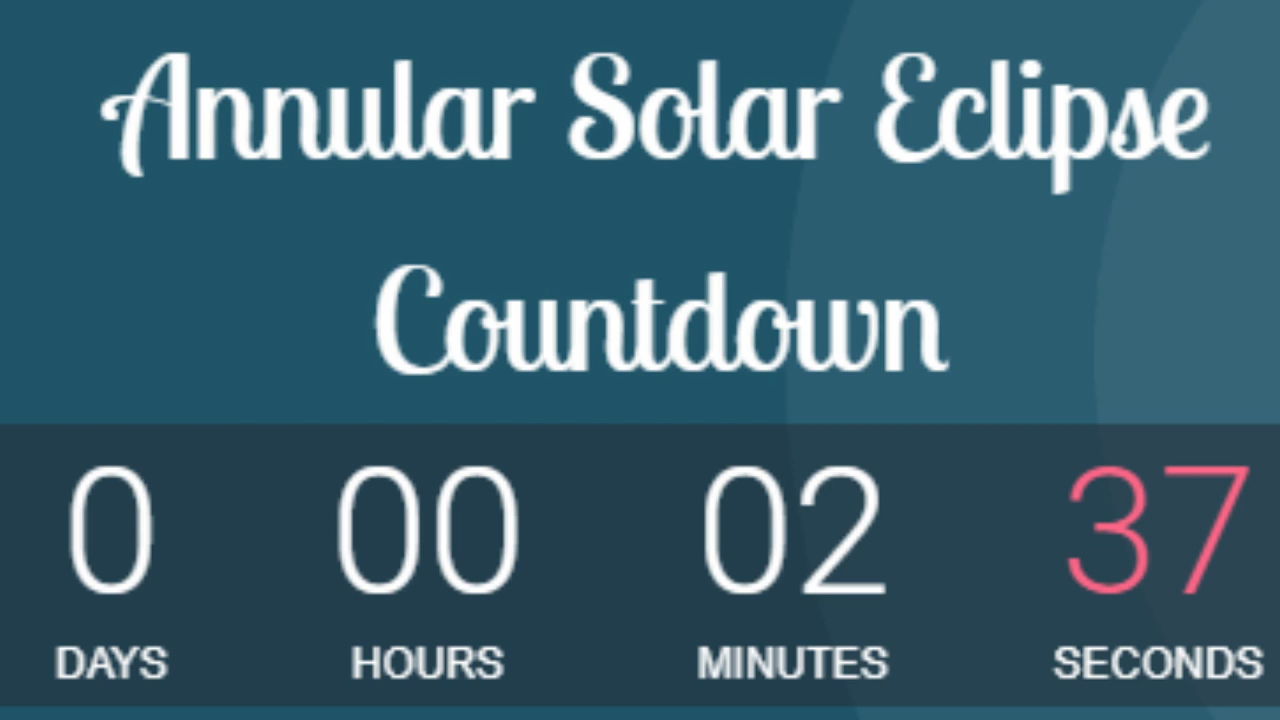 Annular Solar Eclipse
Countdown
0 00 02 37
DAYS HOURS MINUTES SECONDS